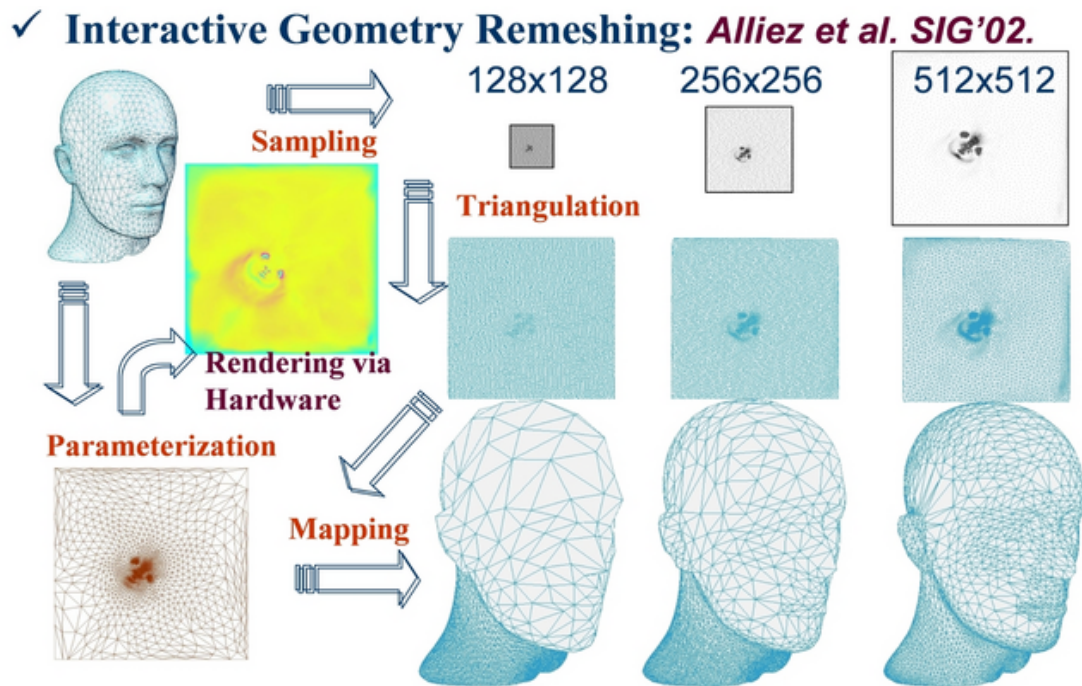 ✓ Interactive Geometry Remeshing: Alliez et al. SIG'02.
128x128 256x256 512x512
Sampling
Triangulation
Rendering via
Hardware
Parameterization
Mapping